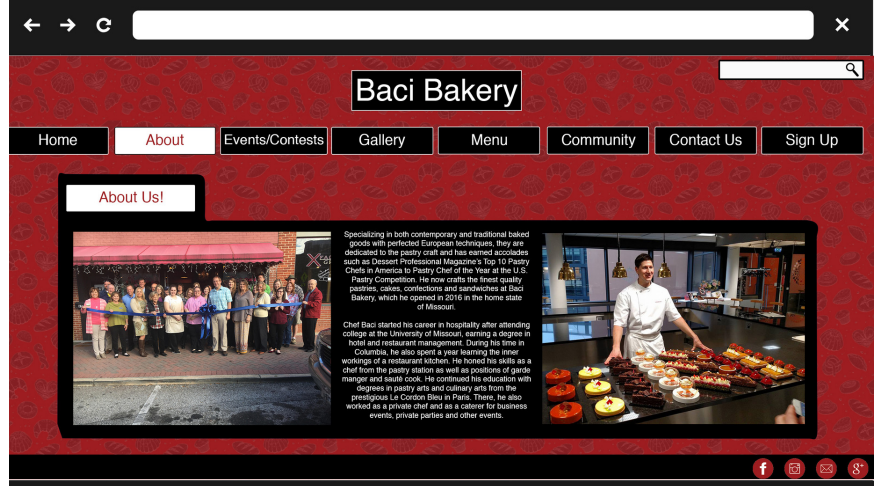 Baci Bakery
Home
About
Events/Contests
Gallery
Menu
Community
Contact Us
Sign Up
About Us!
Specializing in both contemporary and traditional baked
goods with perfected European techniques, they are
dedicated to the pastry craft and has earned accolades
such as Dessert Professional Magazine's Top 10 Pastry
Chefs in America to Pastry Chef of the Year at the U.S.
Pastry Competition. He now crafts the finest quality
pastries, cakes, confections and sandwiches at Baci
Bakery, which he opened in 2016 in the home state
of Missouri.
Chef Baci started his career in hospitality after attending
college at the University of Missouri, earning a degree in
hotel and restaurant management. During his time in
Columbia, he also spent a year learning the inner
workings of a restaurant kitchen. He honed his skills as a
chef from the pastry station as well as positions of garde
manger and sauté cook. He continued his education with
degrees in pastry arts and culinary arts from the
prestigious Le Cordon Bleu in Paris. There, he also
worked as a private chef and as a caterer for business
events, private parties and other events.
f
8+